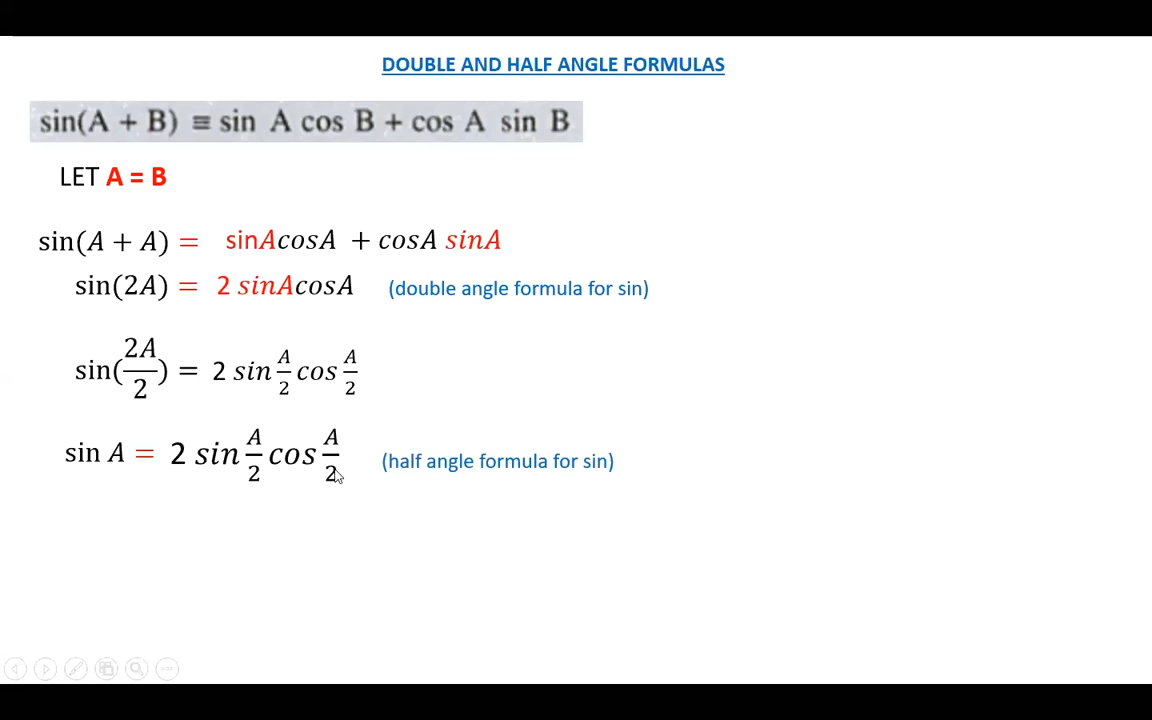 DOUBLE AND HALF ANGLE FORMULAS
sin(A + B) ≡ sin A cos B + cos A sin B
LET A = B
sin(A + A) = sinAcosA + cosA sinA
sin(2A) = 2 sinAcosA (double angle formula for sin)
sin(2A/2) = 2 sin A/2 cos A/2
sin A = 2 sin A/2 cos A/2 (half angle formula for sin)